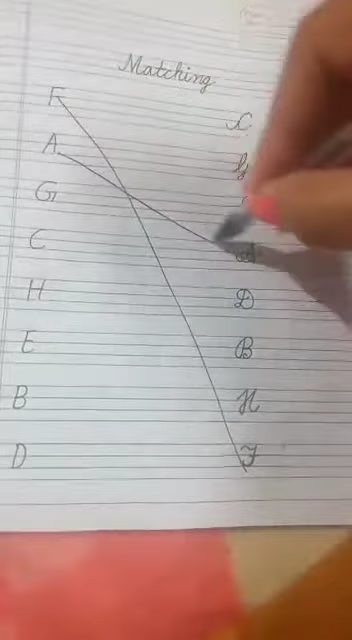 Matching
F C
A G
G
C A
H D
E B
B H
D F